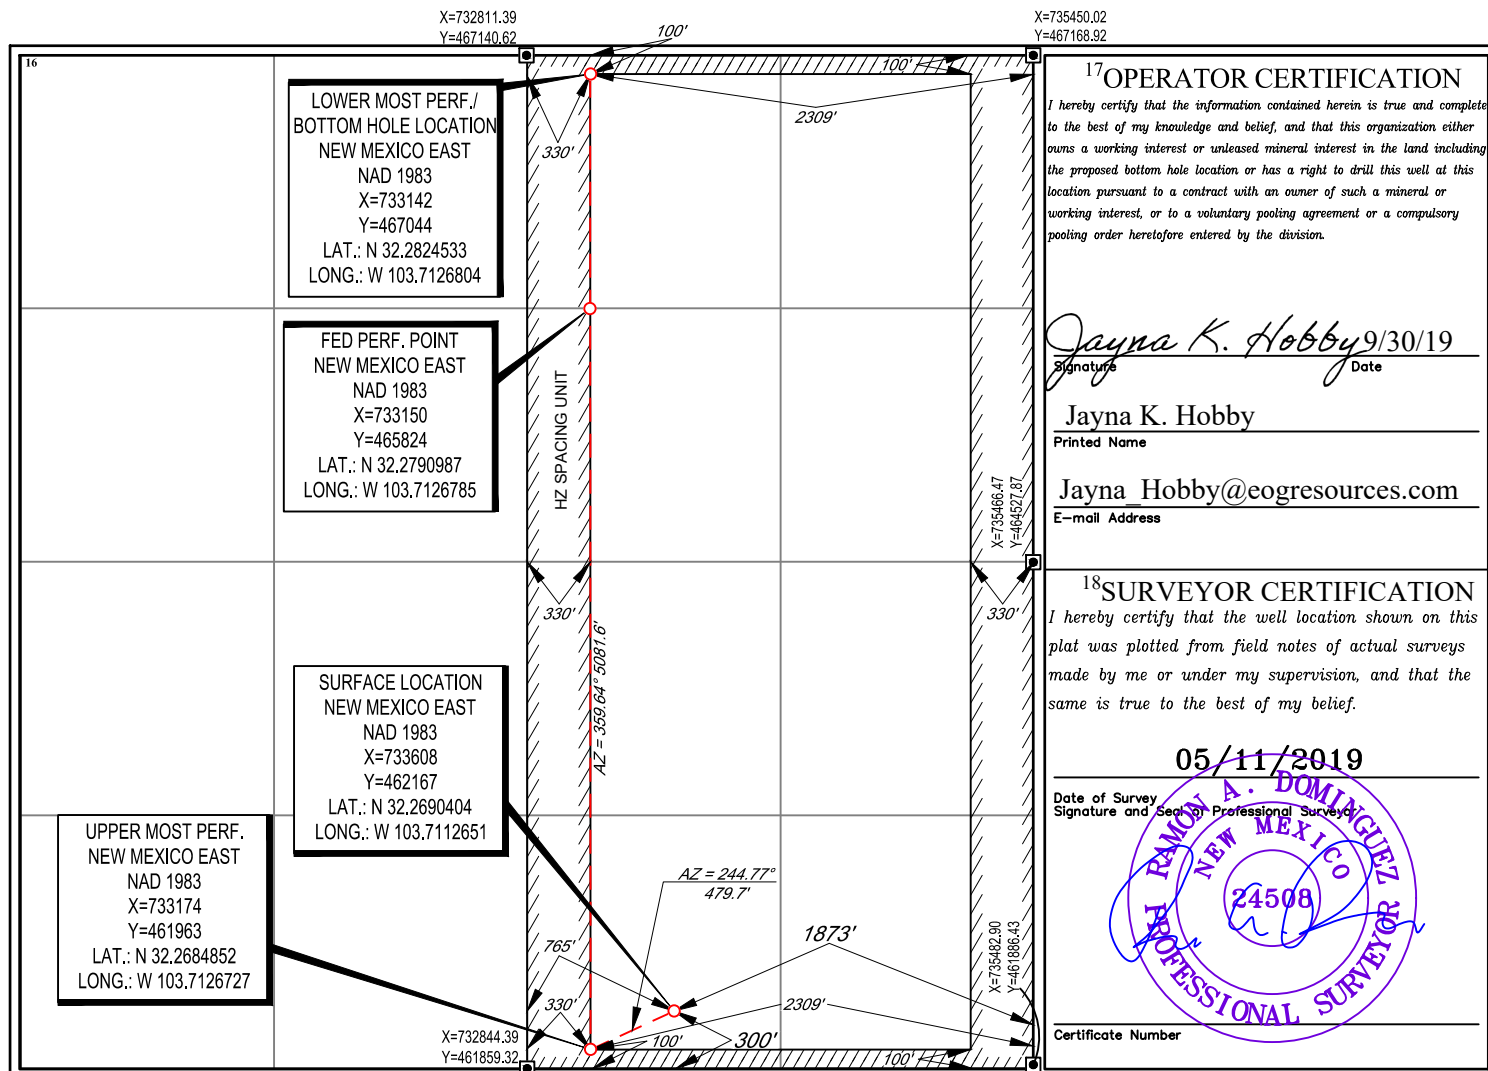 X=732811.39
Y=467140.62
X=735450.02
Y=467168.92
16
100'
100'
2309'
330'
LOWER MOST PERF./
BOTTOM HOLE LOCATION
NEW MEXICO EAST
NAD 1983
X=733142
Y=467044
LAT.: N 32.2824533
LONG.: W 103.7126804
FED PERF. POINT
NEW MEXICO EAST
NAD 1983
X=733150
Y=465824
LAT.: N 32.2790987
LONG.: W 103.7126785
HZ SPACING UNIT
X=735466.47
Y=464527.87
330'
330'
AZ = 359.64° 5081.6'
SURFACE LOCATION
NEW MEXICO EAST
NAD 1983
X=733608
Y=462167
LAT.: N 32.2690404
LONG.: W 103.7112651
UPPER MOST PERF.
NEW MEXICO EAST
NAD 1983
X=733174
Y=461963
LAT.: N 32.2684852
LONG.: W 103.7126727
AZ = 244.77°
479.7'
765'
1873'
X=735482.90
Y=461886.43
330'
2309'
300'
100'
100'
X=732844.39
Y=461859.32
17OPERATOR CERTIFICATION
I hereby certify that the information contained herein is true and complete
to the best of my knowledge and belief, and that this organization either
owns a working interest or unleased mineral interest in the land including
the proposed bottom hole location or has a right to drill this well at this
location pursuant to a contract with an owner of such a mineral or
working interest, or to a voluntary pooling agreement or a compulsory
pooling order heretofore entered by the division.
Jayna K. Hobby 9/30/19
Signature Date
Jayna K. Hobby
Printed Name
Jayna_Hobby@eogresources.com
E-mail Address
18SURVEYOR CERTIFICATION
I hereby certify that the well location shown on this
plat was plotted from field notes of actual surveys
made by me or under my supervision, and that the
same is true to the best of my belief.
05/11/2019
Date of Survey
Signature and Seal of Professional Surveyor
RAMON A. DOMINGUEZ
NEW MEXICO
24508
PROFESSIONAL SURVEYOR
Certificate Number